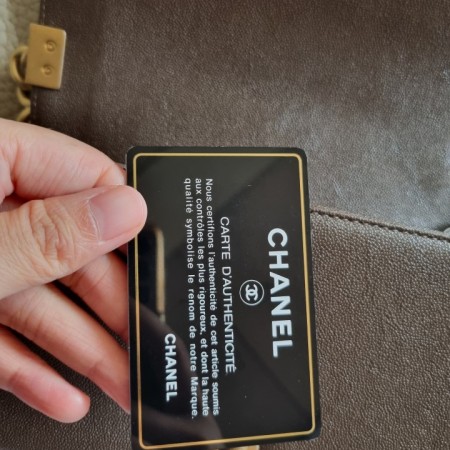 CHANEL
CARTE D'AUTHENTICITÉ
Nous certifions l'authenticité de cet article soumis
aux contrôles les plus rigoureux, et dont la haute
qualité symbolise le renom de notre Marque.
CHANEL